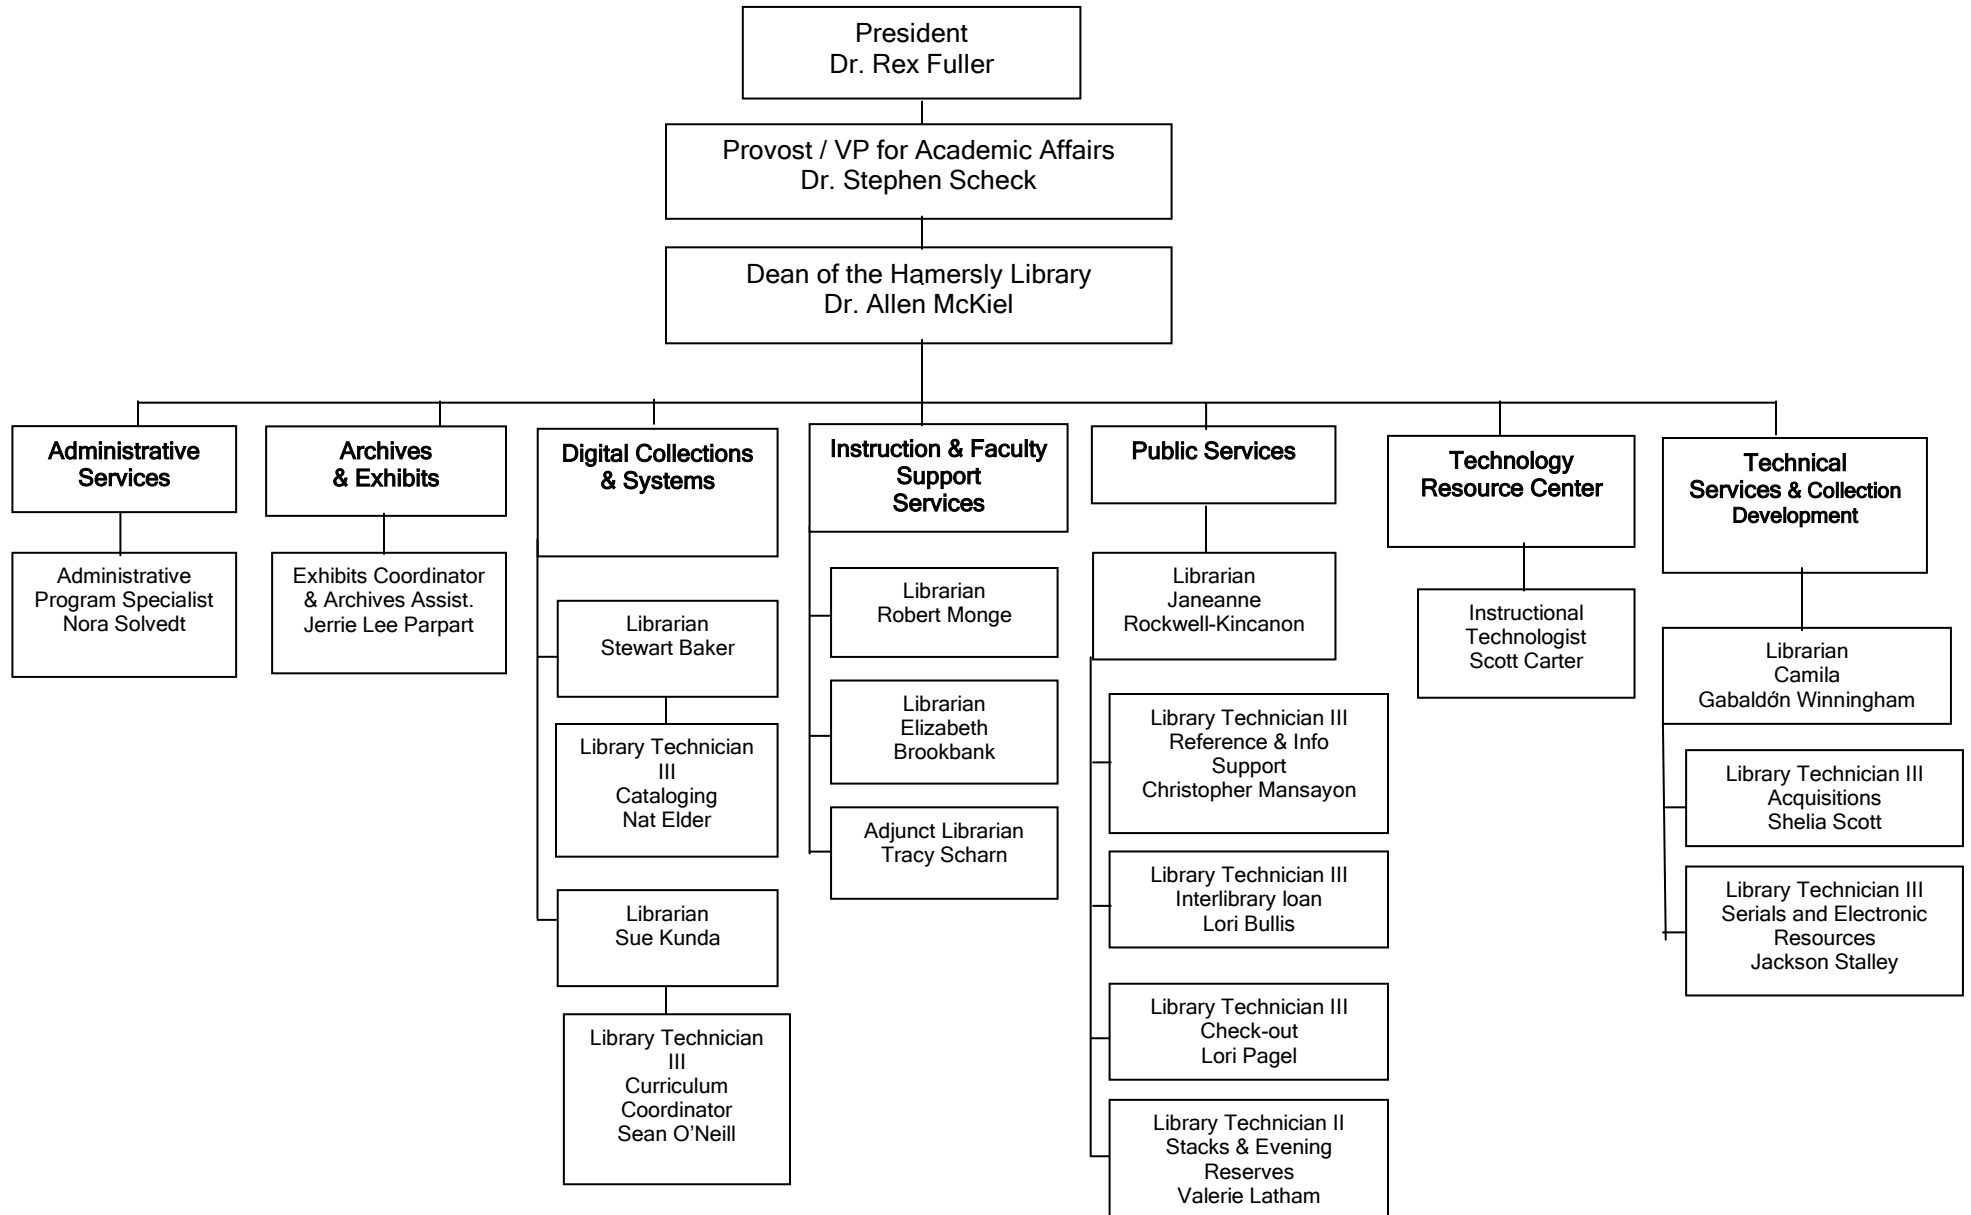 President
Dr. Rex Fuller
Provost / VP for Academic Affairs
Dr. Stephen Scheck
Dean of the Hamersly Library
Dr. Allen McKiel
Administrative
Services
Administrative
Program Specialist
Nora Solvedt
Archives
& Exhibits
Exhibits Coordinator
& Archives Assist.
Jerrie Lee Parpart
Digital Collections
& Systems
Librarian
Stewart Baker
Library Technician
III
Cataloging
Nat Elder
Librarian
Sue Kunda
Library Technician
III
Curriculum
Coordinator
Sean O’Neill
Instruction & Faculty
Support
Services
Librarian
Robert Monge
Librarian
Elizabeth
Brookbank
Adjunct Librarian
Tracy Scharn
Public Services
Librarian
Janeanne
Rockwell-Kincanon
Library Technician III
Reference & Info
Support
Christopher Mansayon
Library Technician III
Interlibrary loan
Lori Bullis
Library Technician III
Check-out
Lori Pagel
Library Technician II
Stacks & Evening
Reserves
Valerie Latham
Technology
Resource Center
Instructional
Technologist
Scott Carter
Technical
Services & Collection
Development
Librarian
Camila
Gabaldón Winningham
Library Technician III
Acquisitions
Shelia Scott
Library Technician III
Serials and Electronic
Resources
Jackson Stalley